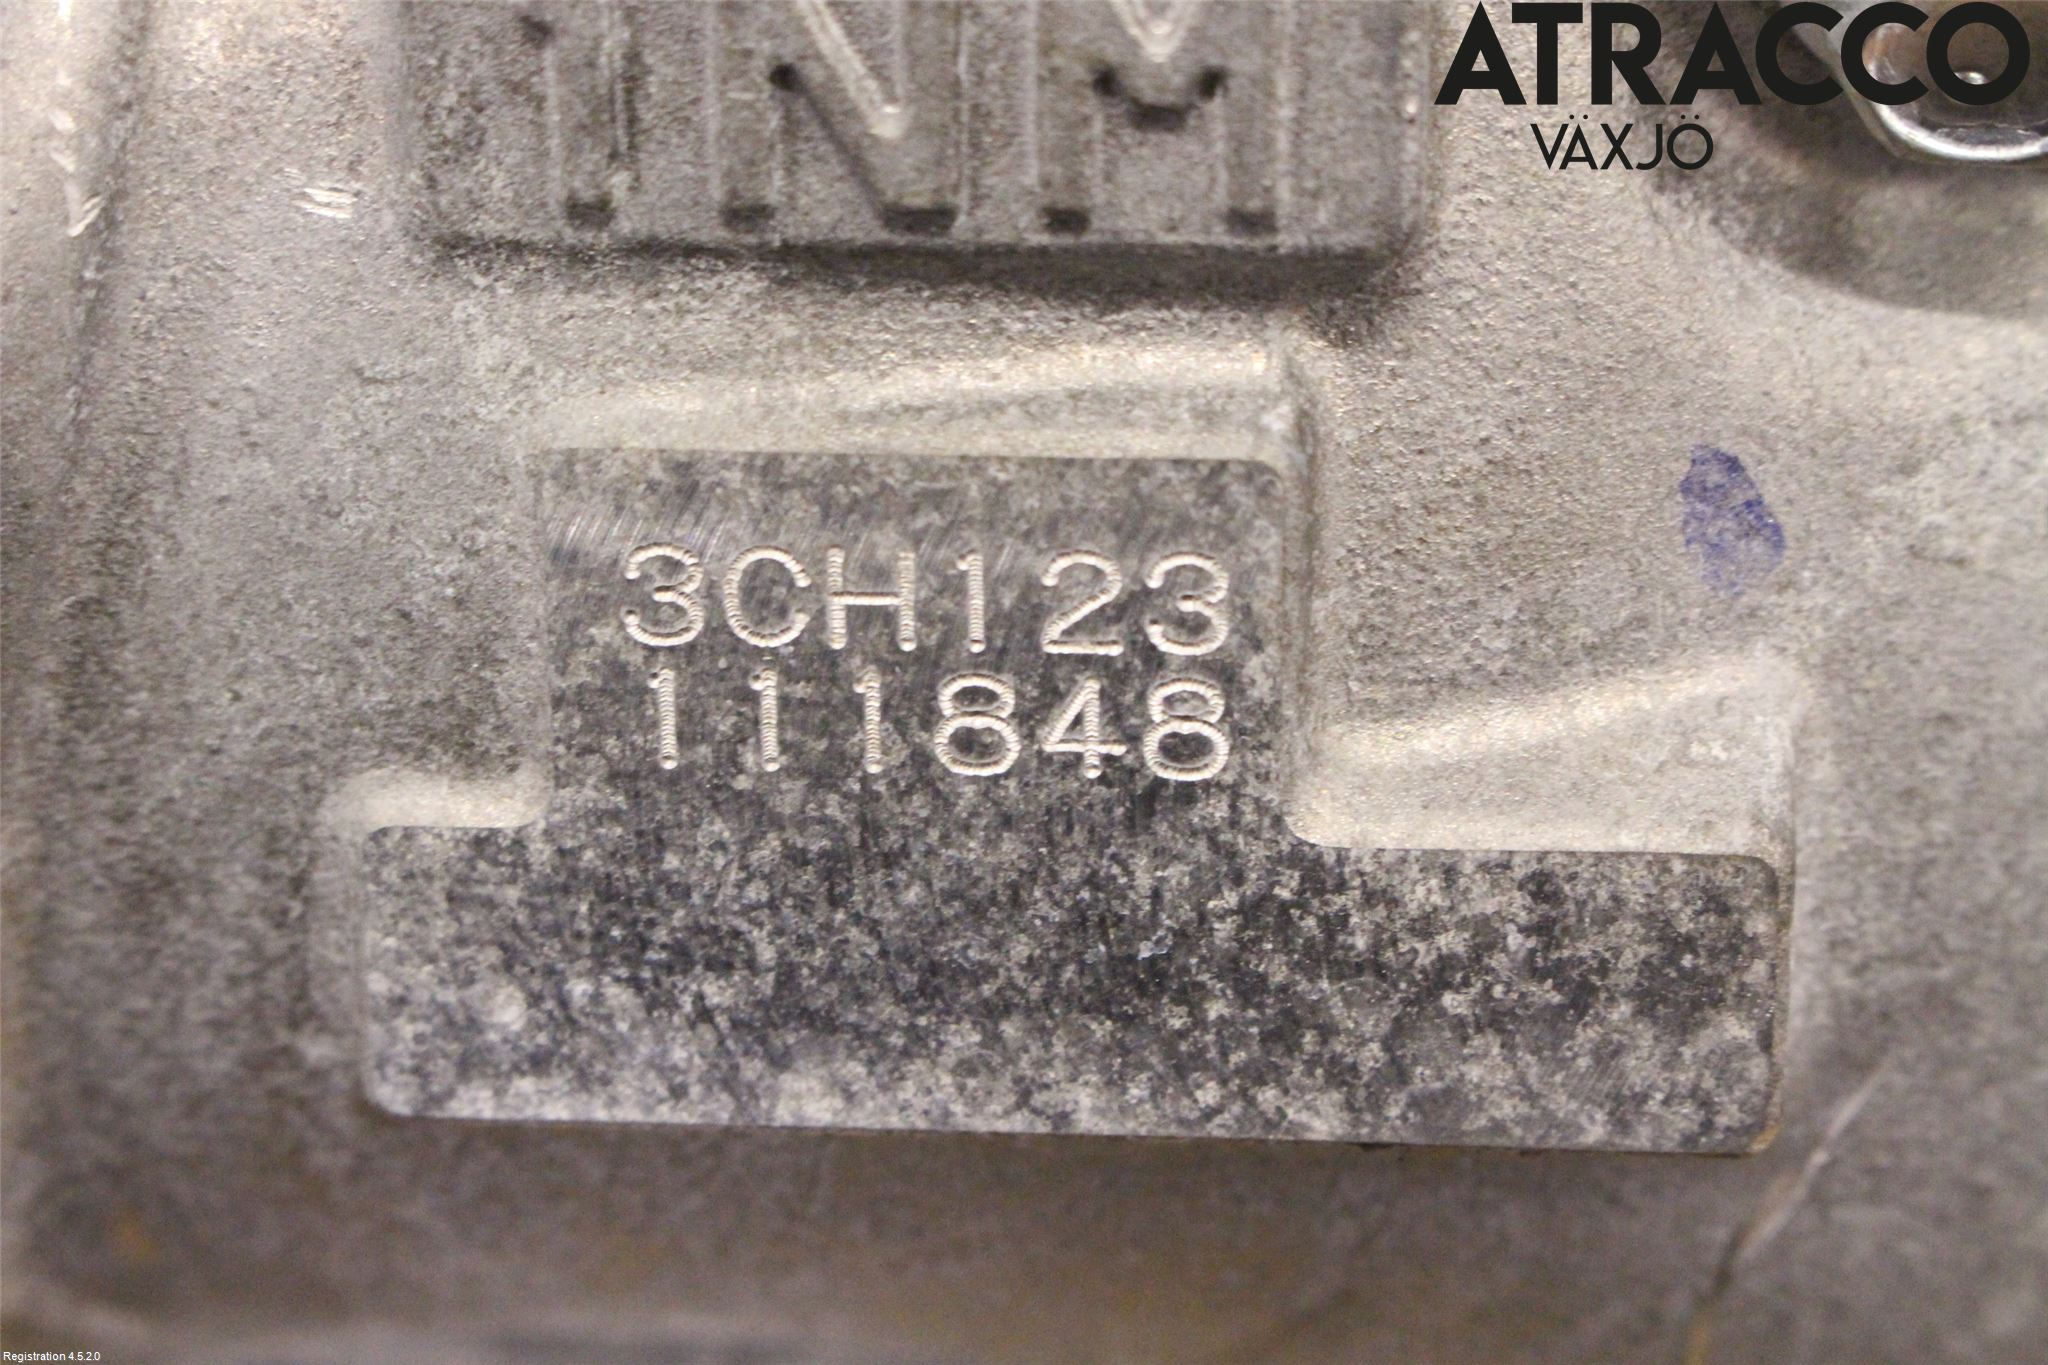 ATRACCO
VÄXJÖ
3CH123
111848
Registration 4.5.2.0